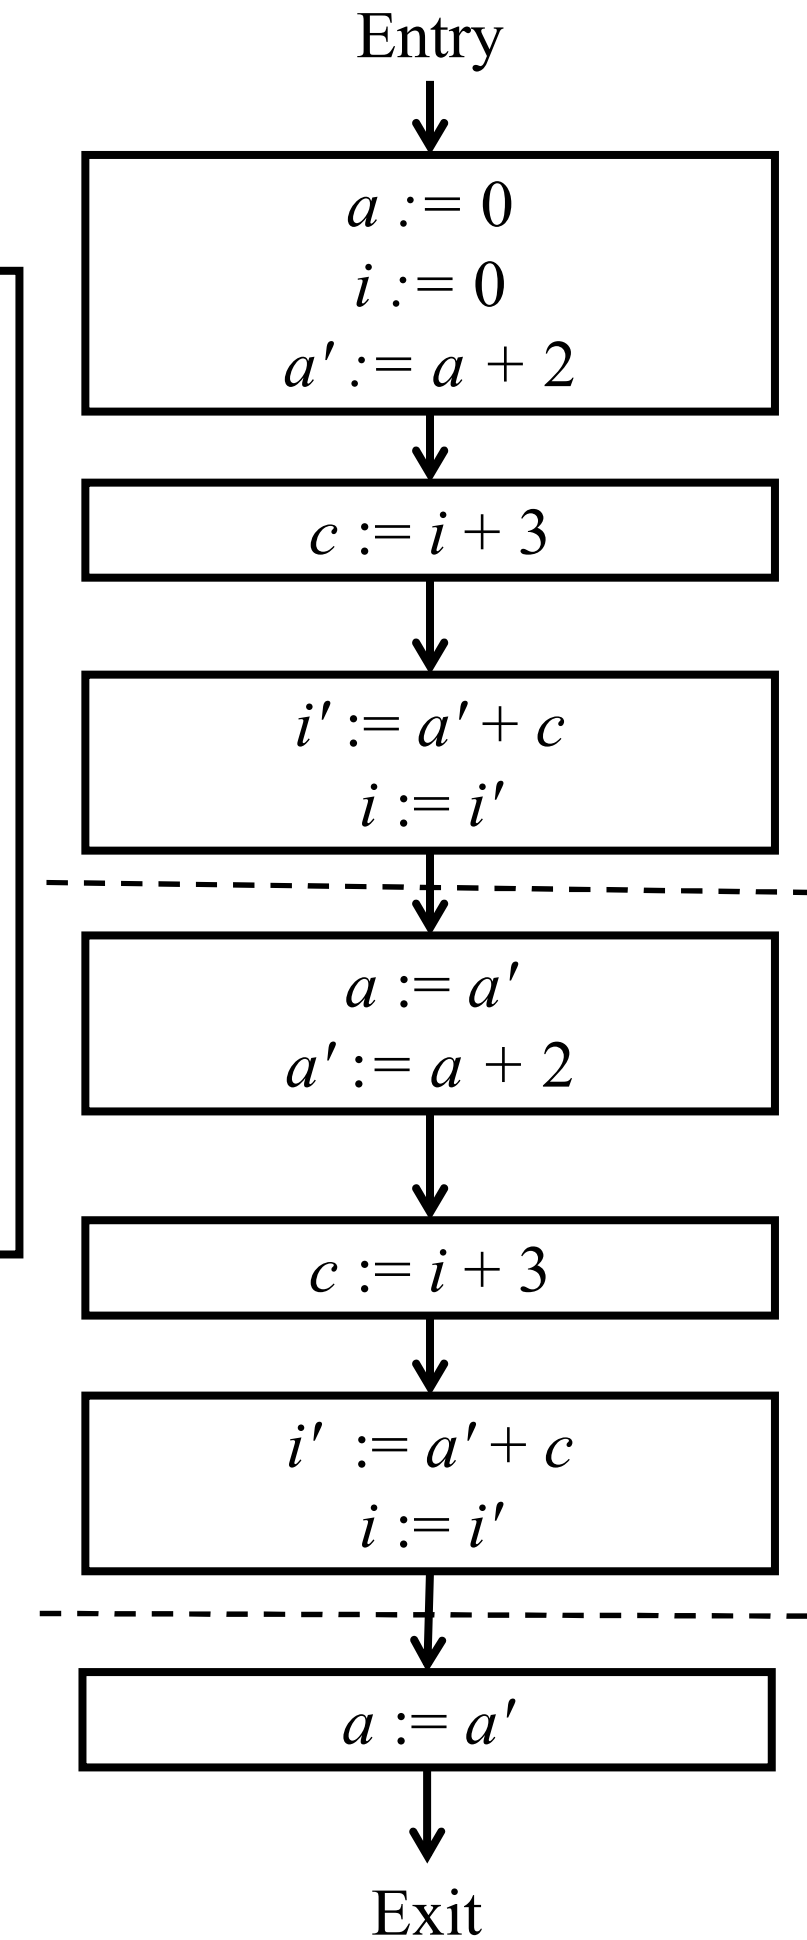 Entry
a := 0
i := 0
a′ := a + 2
c := i + 3
i′ := a′ + c
i := i′
a := a′
a′ := a + 2
c := i + 3
i′ := a′ + c
i := i′
a := a′
Exit